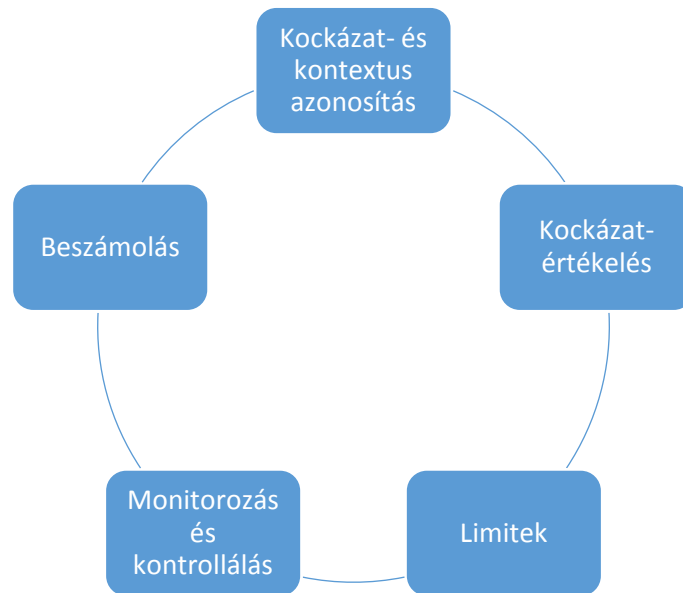 Kockázat- és
kontextus
azonosítás
Kockázat-
értékelés
Limitek
Monitorozás
és
kontrollálás
Beszámolás